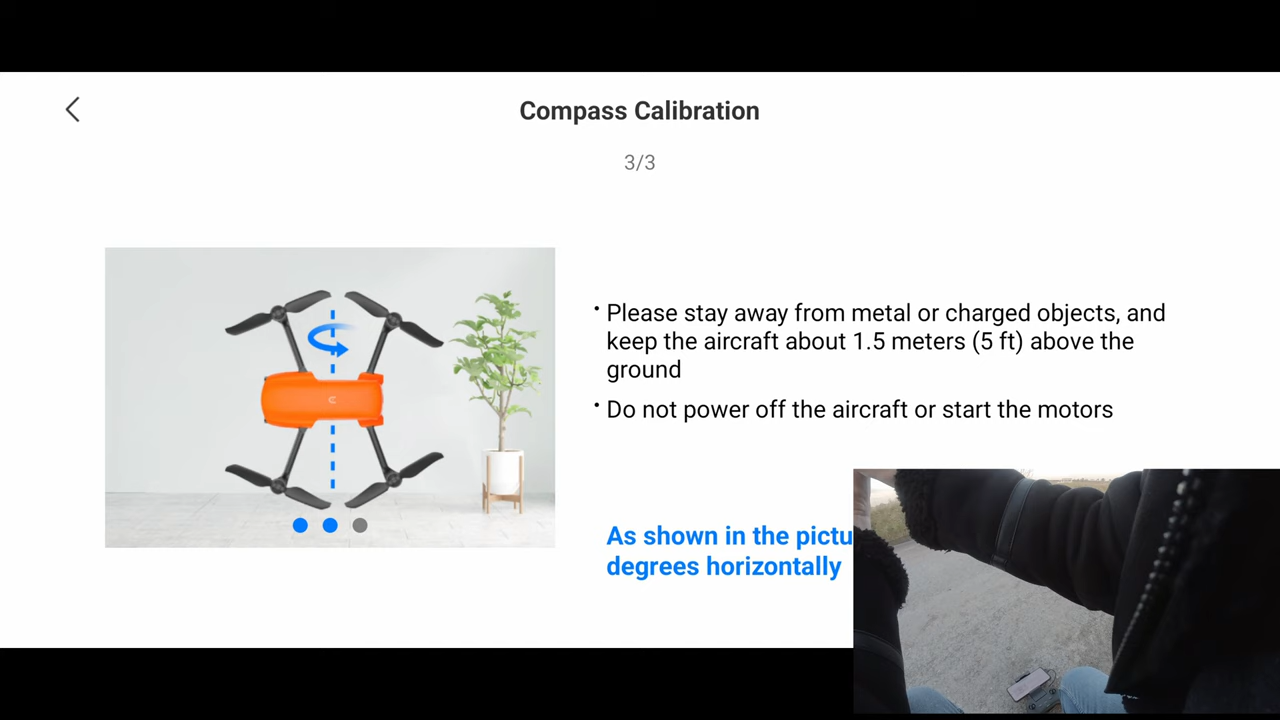 Compass Calibration
3/3
• Please stay away from metal or charged objects, and
keep the aircraft about 1.5 meters (5 ft) above the
ground
• Do not power off the aircraft or start the motors
As shown in the
degrees horizontally